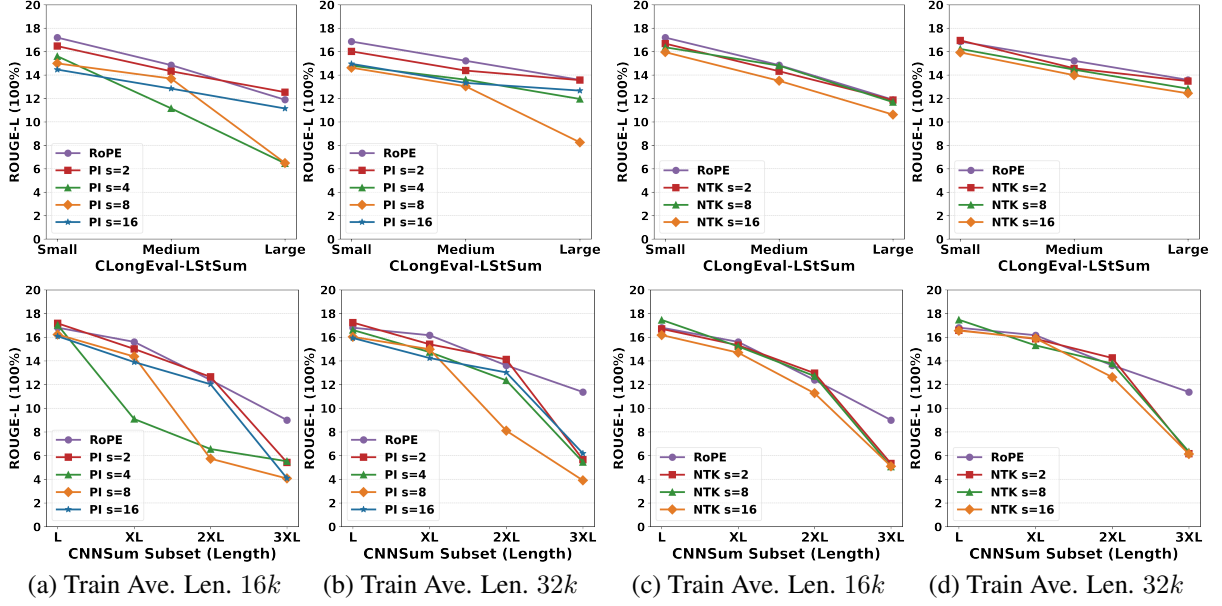 20
18
16
14
12
10
8
6
4
2
0
ROUGE-L (100%)
RoPE
PI s=2
PI s=4
PI s=8
PI s=16
Small Medium Large
CLongEval-LStSum
20
18
16
14
12
10
8
6
4
2
0
ROUGE-L (100%)
RoPE
PI s=2
PI s=4
PI s=8
PI s=16
Small Medium Large
CLongEval-LStSum
20
18
16
14
12
10
8
6
4
2
0
ROUGE-L (100%)
RoPE
NTK s=2
NTK s=8
NTK s=16
Small Medium Large
CLongEval-LStSum
20
18
16
14
12
10
8
6
4
2
0
ROUGE-L (100%)
RoPE
NTK s=2
NTK s=8
NTK s=16
Small Medium Large
CLongEval-LStSum
20
18
16
14
12
10
8
6
4
2
0
ROUGE-L (100%)
RoPE
PI s=2
PI s=4
PI s=8
PI s=16
L XL 2XL 3XL
CNNSum Subset (Length)
20
18
16
14
12
10
8
6
4
2
0
ROUGE-L (100%)
RoPE
PI s=2
PI s=4
PI s=8
PI s=16
L XL 2XL 3XL
CNNSum Subset (Length)
20
18
16
14
12
10
8
6
4
2
0
ROUGE-L (100%)
RoPE
NTK s=2
NTK s=8
NTK s=16
L XL 2XL 3XL
CNNSum Subset (Length)
20
18
16
14
12
10
8
6
4
2
0
ROUGE-L (100%)
RoPE
NTK s=2
NTK s=8
NTK s=16
L XL 2XL 3XL
CNNSum Subset (Length)
(a) Train Ave. Len. 16k
(b) Train Ave. Len. 32k
(c) Train Ave. Len. 16k
(d) Train Ave. Len. 32k